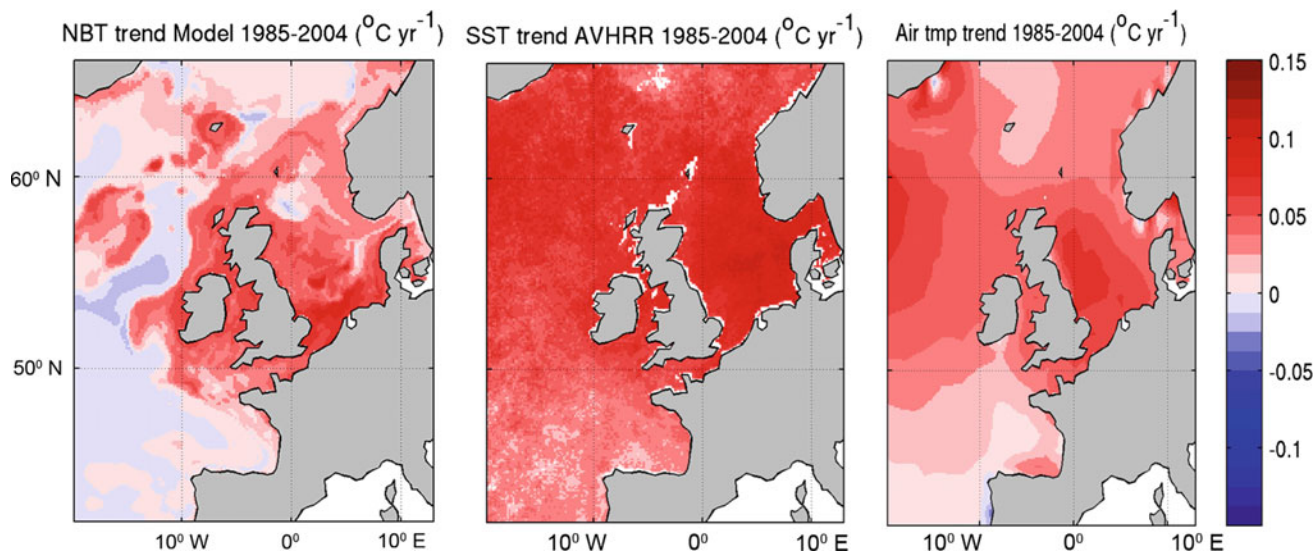 NBT trend Model 1985-2004 (°C yr⁻¹)
SST trend AVHRR 1985-2004 (°C yr⁻¹)
Air tmp trend 1985-2004 (°C yr⁻¹)
60° N
50° N
10° W
0°
10° E
10° W
0°
10° E
10° W
0°
10° E
0.15
0.1
0.05
0
-0.05
-0.1